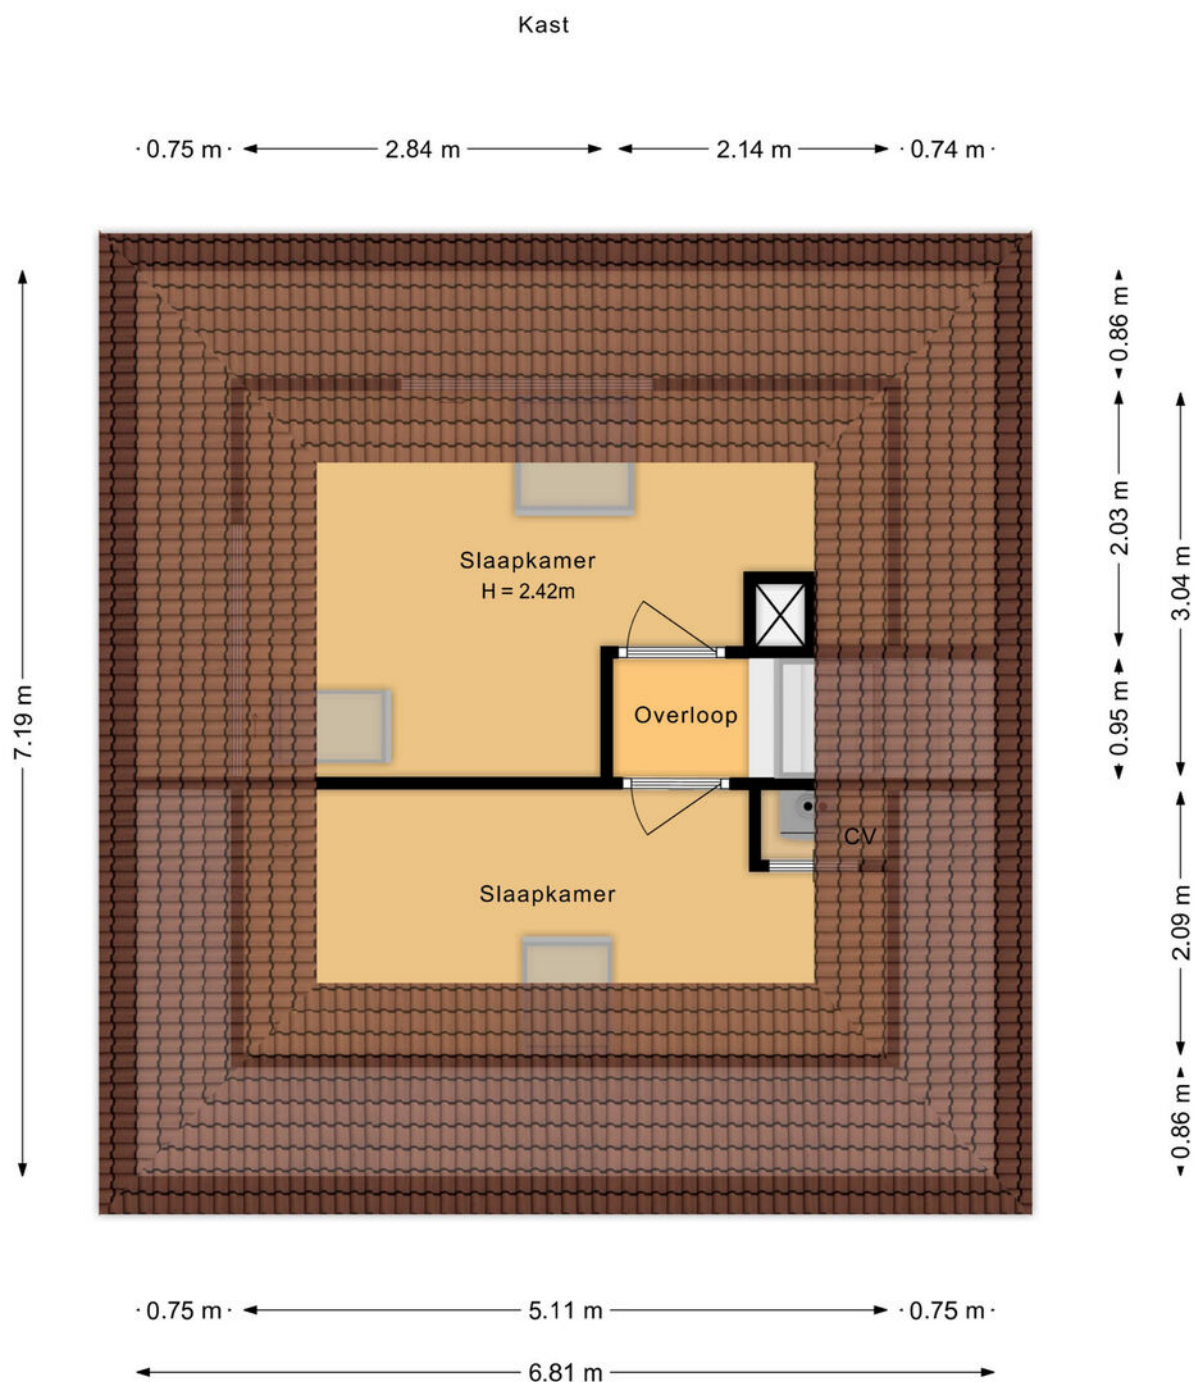 Kast
0.75 m
2.84 m
2.14 m
0.74 m
0.86 m
2.03 m
3.04 m
Slaapkamer
H = 2.42m
7.19 m
Overloop
0.95 m
CV
Slaapkamer
2.09 m
0.86 m
0.75 m
5.11 m
0.75 m
6.81 m